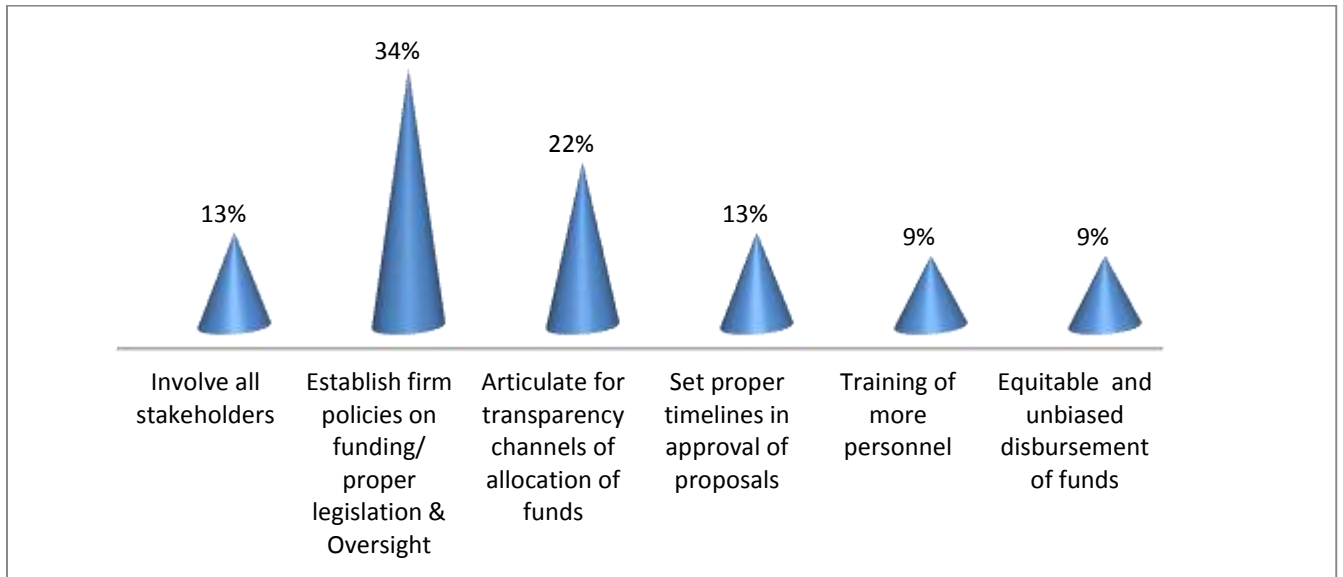 34%
22%
13%
13%
9%
9%
Involve all
stakeholders
Establish firm
policies on
funding/
proper
legislation &
Oversight
Articulate for
transparency
channels of
allocation of
funds
Set proper
timelines in
approval of
proposals
Training of
more
personnel
Equitable and
unbiased
disbursement
of funds